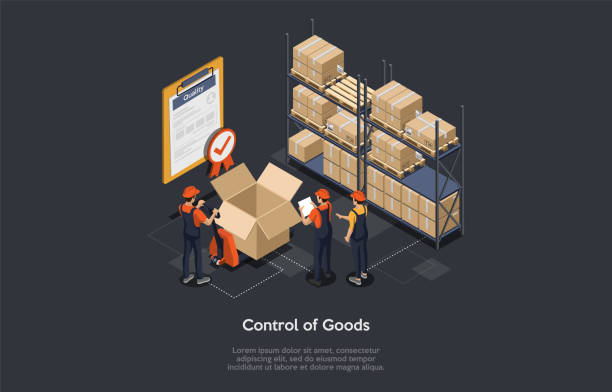 Quality
Control of Goods
Lorem ipsum dolor sit amet, consectetur
adipiscing elit, sed do eiusmod tempor
incididunt ut labore et dolore magna aliqua.